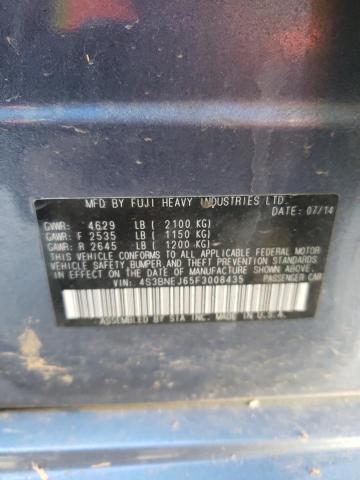 MFD BY FUJI HEAVY INDUSTRIES LTD.
DATE: 07/14
GVWR: 4629 LB ( 2100 KG)
GAWR: F 2535 LB ( 1150 KG)
GAWR: R 2645 LB ( 1200 KG)
THIS VEHICLE CONFORMS TO ALL APPLICABLE FEDERAL MOTOR
VEHICLE SAFETY, BUMPER, AND THEFT PREVENTION STANDARDS
IN EFFECT ON THE DATE OF MANUFACTURE SHOWN ABOVE.
VIN: 4S3BNEJ65F3008435 PASSENGER CAR
ASSEMBLED BY SIA INC. MADE IN U.S.A.